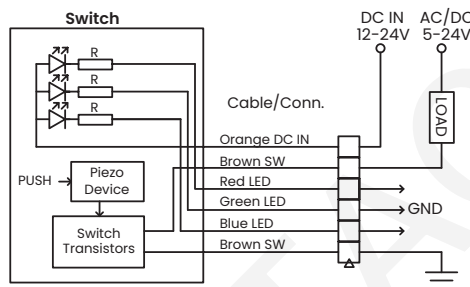 Switch
DC IN
12-24V
AC/DC
5-24V
R
R
R
Cable/Conn.
LOAD
Orange DC IN
Brown SW
PUSH
Piezo
Device
Red LED
Green LED
GND
Blue LED
Switch
Transistors
Brown SW